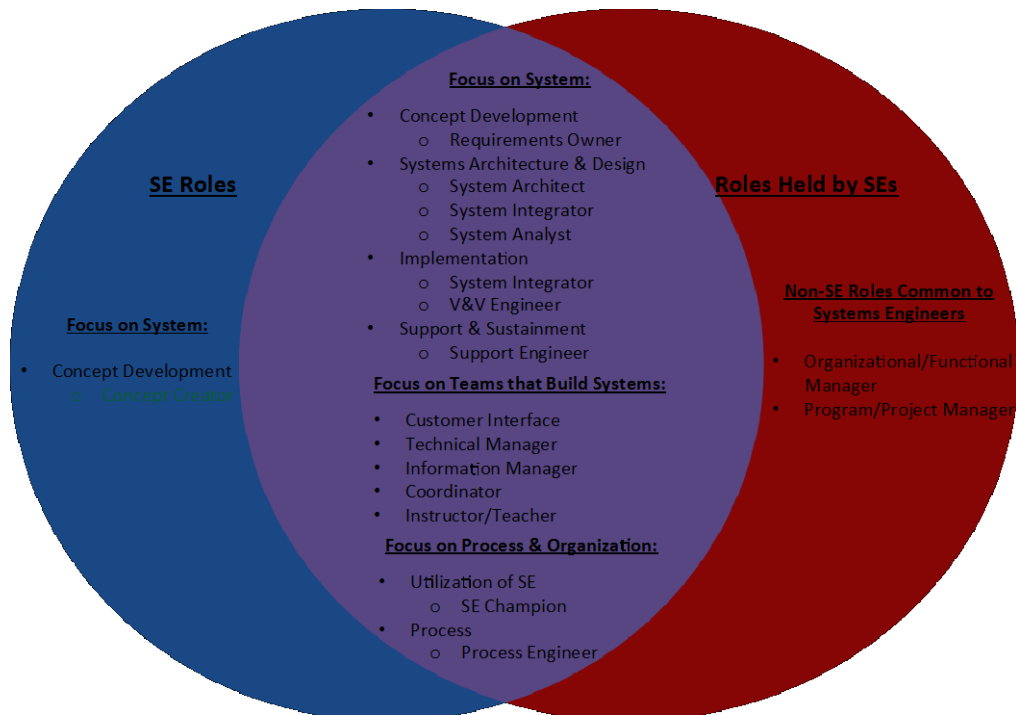 SE Roles
Focus on System:
• Concept Development
o Concept Creator
Focus on System:
• Concept Development
o Requirements Owner
• Systems Architecture & Design
o System Architect
o System Integrator
o System Analyst
• Implementation
o System Integrator
o V&V Engineer
• Support & Sustainment
o Support Engineer
Focus on Teams that Build Systems:
• Customer Interface
• Technical Manager
• Information Manager
• Coordinator
• Instructor/Teacher
Focus on Process & Organization:
• Utilization of SE
o SE Champion
• Process
o Process Engineer
Roles Held by SEs
Non-SE Roles Common to
Systems Engineers
• Organizational/Functional
Manager
• Program/Project Manager